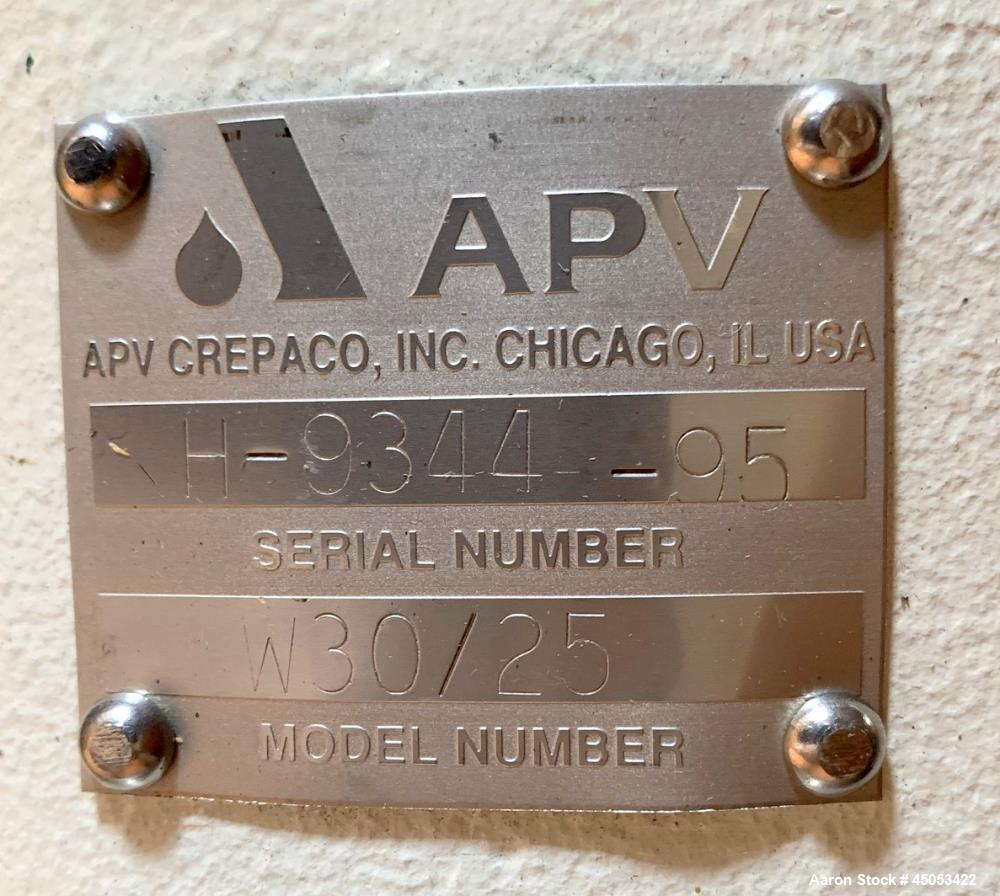 APV
APV CREPACO, INC. CHICAGO, IL USA
H-9344 -95
SERIAL NUMBER
W30/25
MODEL NUMBER
Aaron Stock # 45053422